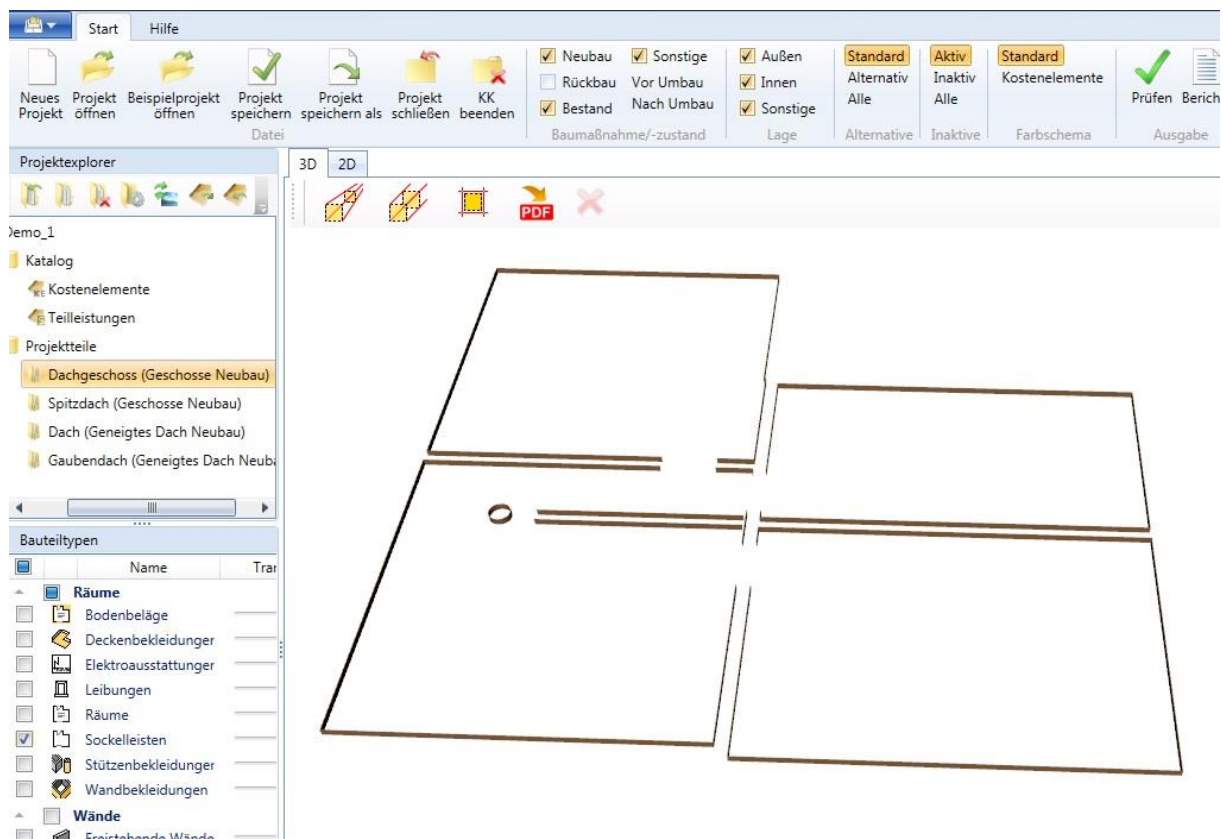 Start Hilfe
Neues Projekt
Projekt öffnen
Beispielprojekt öffnen
Projekt speichern
Projekt speichern als
Projekt schließen
KK beenden
Datei
Neubau
Sonstige
Rückbau
Vor Umbau
Bestand
Nach Umbau
Baumaßnahme/-zustand
Außen
Innen
Sonstige
Lage
Standard
Alternativ
Alle
Alternative
Aktiv
Inaktiv
Alle
Inaktive
Standard
Kostenelemente
Farbschema
Prüfen
Berich
Ausgabe
Projektexplorer
3D 2D
PDF
Demo_1
Katalog
Kostenelemente
Teilleistungen
Projektteile
Dachgeschoss (Geschosse Neubau)
Spitzdach (Geschosse Neubau)
Dach (Geneigtes Dach Neubau)
Gaubendach (Geneigtes Dach Neuba
Bauteiltypen
Name Trar
Räume
Bodenbeläge
Deckenbekleidunger
Elektroausstattunger
Leibungen
Räume
Sockelleisten
Stützenbekleidunger
Wandbekleidungen
Wände
Freistehende Wände